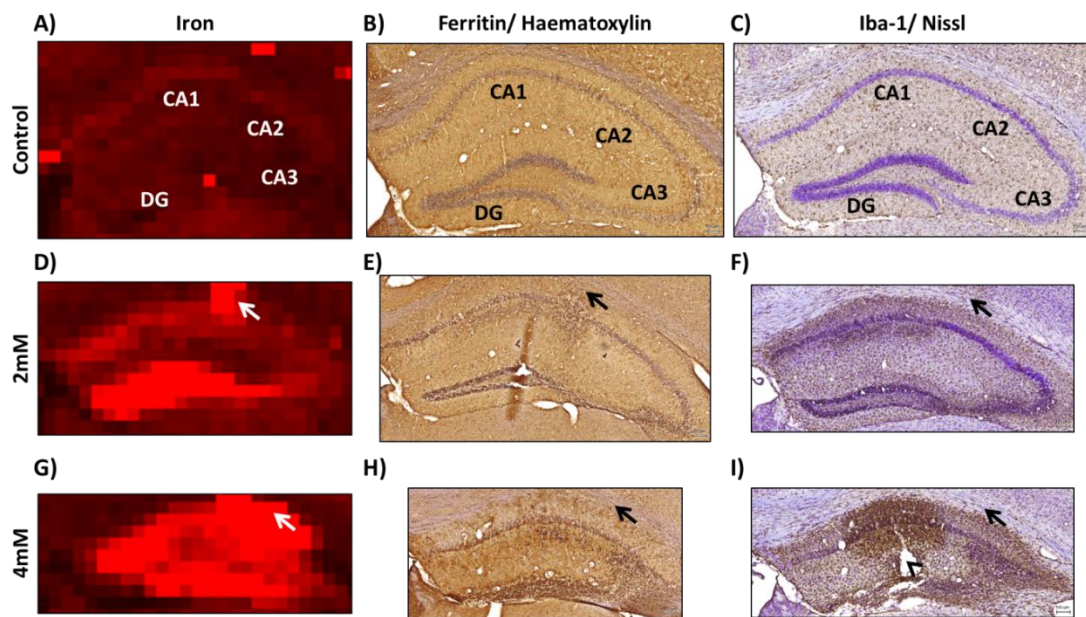 A) Iron B) Ferritin/ Haematoxylin C) Iba-1/ Nissl
Control
CA1
CA2
CA3
DG
CA1
CA2
CA3
DG
CA1
CA2
CA3
DG
D) E) F)
2mM
G) H) I)
4mM